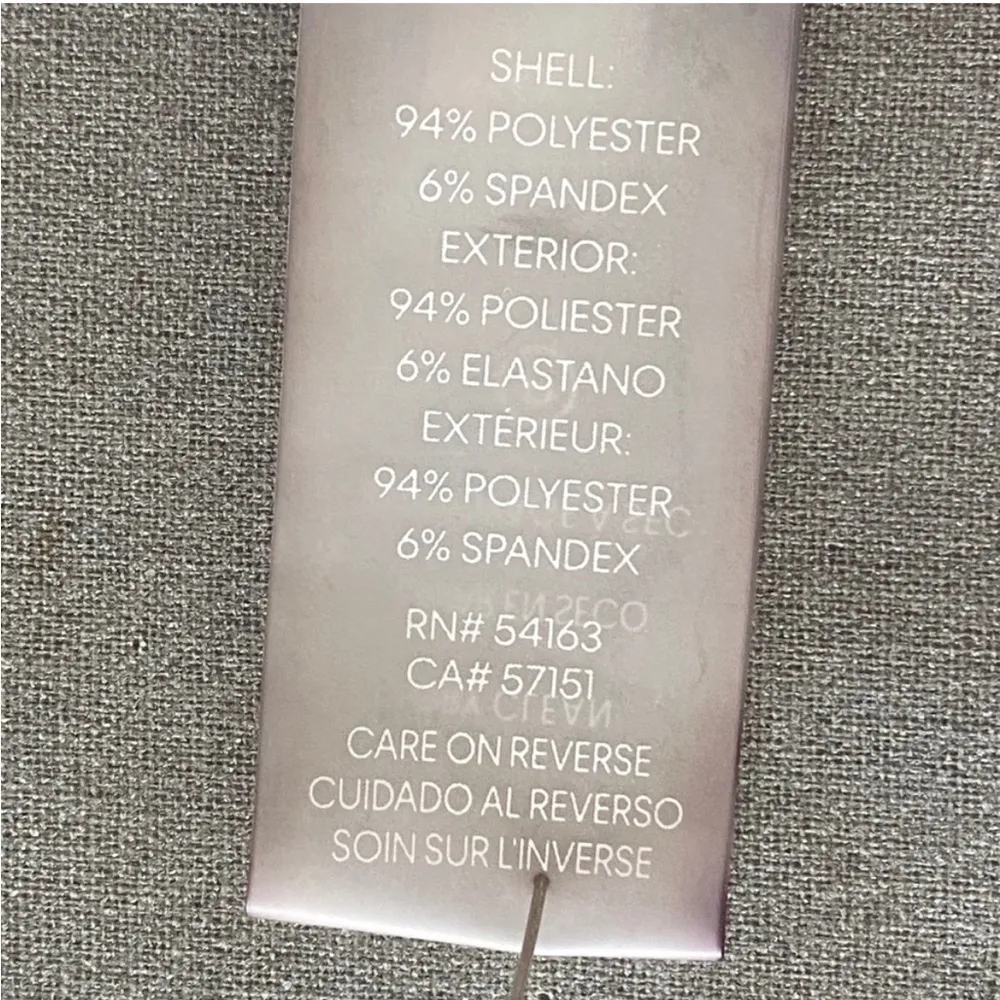 SHELL:
94% POLYESTER
6% SPANDEX
EXTERIOR:
94% POLIESTER
6% ELASTANO
EXTÉRIEUR:
94% POLYESTER
6% SPANDEX
RN# 54163
CA# 57151
CARE ON REVERSE
CUIDADO AL REVERSO
SOIN SUR L'INVERSE